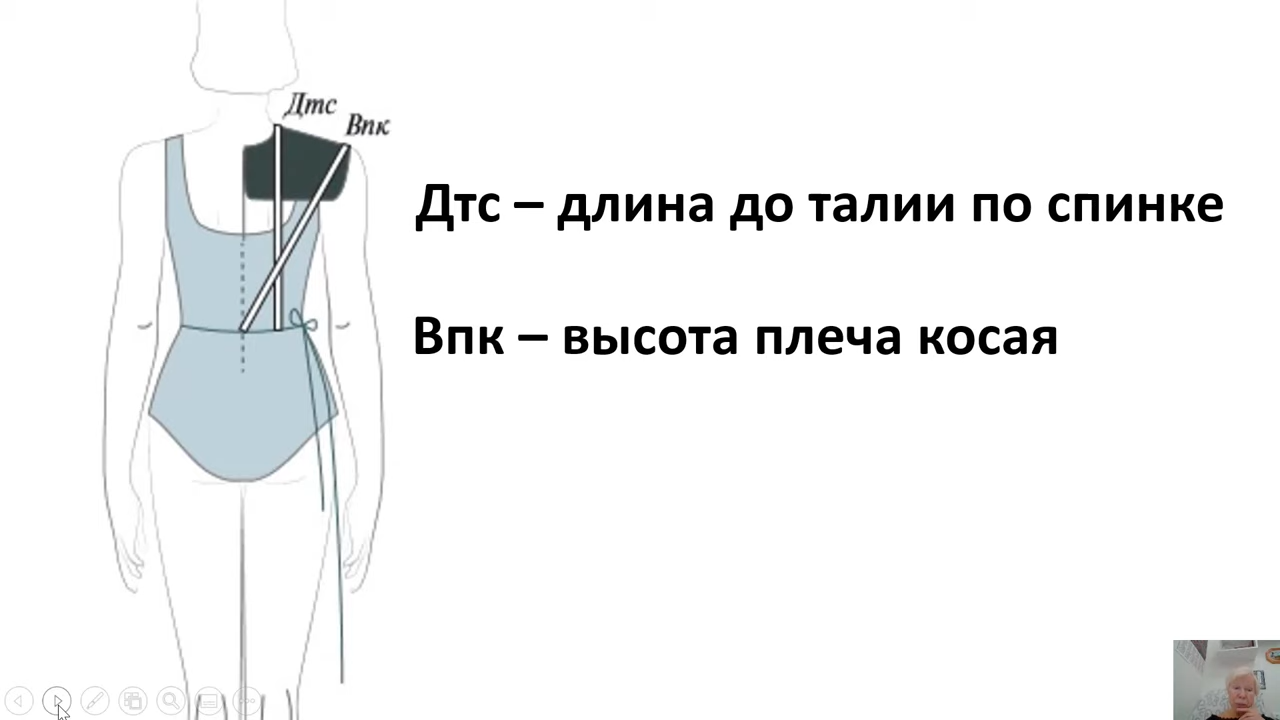 Дтс
Впк
Дтс – длина до талии по спинке
Впк – высота плеча косая